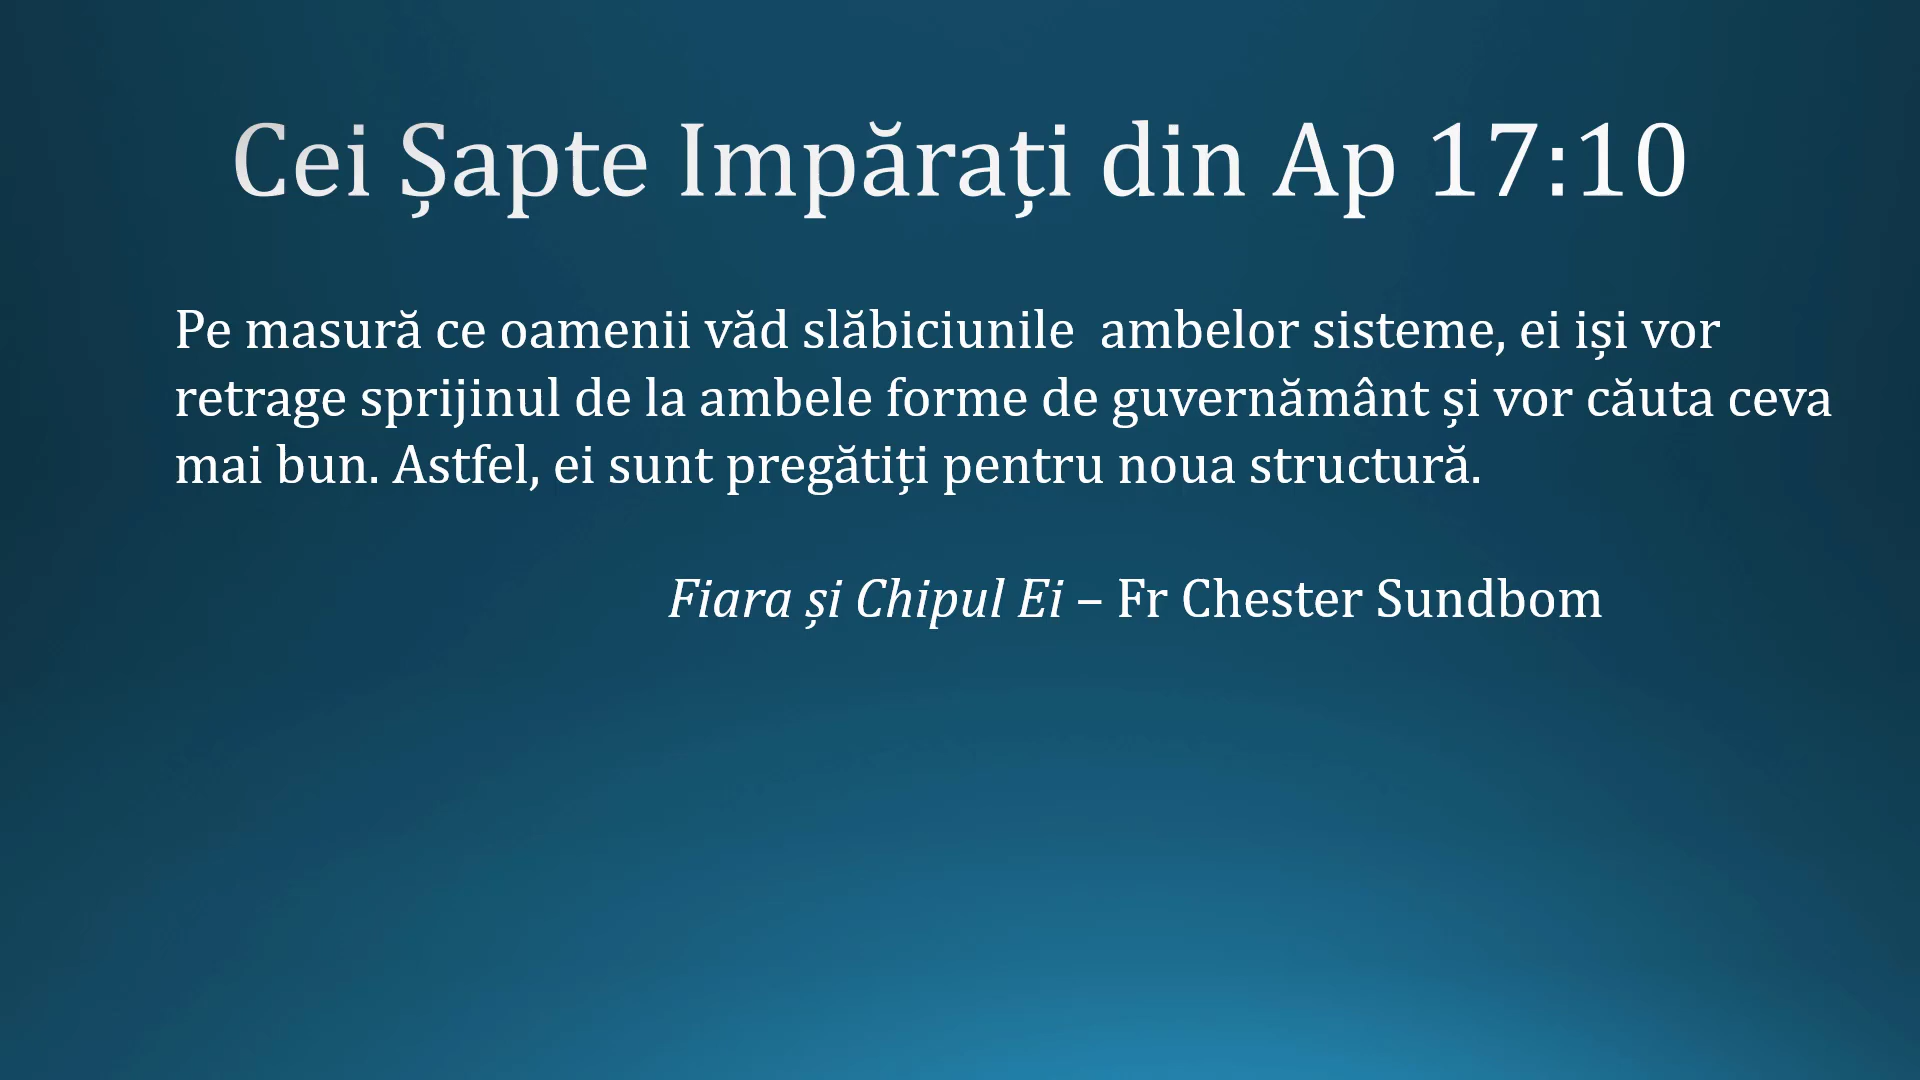 Cei Șapte Impărați din Ap 17:10
Pe masură ce oamenii văd slăbiciunile  ambelor sisteme, ei iși vor
retrage sprijinul de la ambele forme de guvernământ și vor căuta ceva
mai bun. Astfel, ei sunt pregătiți pentru noua structură.
Fiara și Chipul Ei – Fr Chester Sundbom